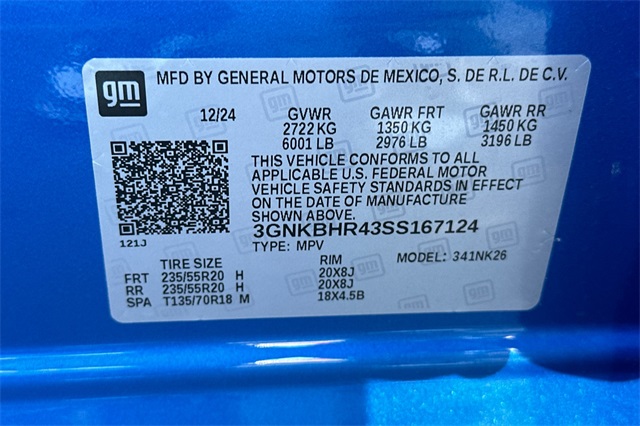 gm
MFD BY GENERAL MOTORS DE MEXICO, S. DE R.L. DE C.V.
12/24 GVWR GAWR FRT GAWR RR
2722 KG 1350 KG 1450 KG
6001 LB 2976 LB 3196 LB
THIS VEHICLE CONFORMS TO ALL
APPLICABLE U.S. FEDERAL MOTOR
VEHICLE SAFETY STANDARDS IN EFFECT
ON THE DATE OF MANUFACTURE
SHOWN ABOVE.
3GNKBHR43SS167124
121J
TYPE: MPV MODEL: 341NK26
TIRE SIZE RIM
FRT 235/55R20 H 20X8J
RR 235/55R20 H 20X8J
SPA T135/70R18 M 18X4.5B